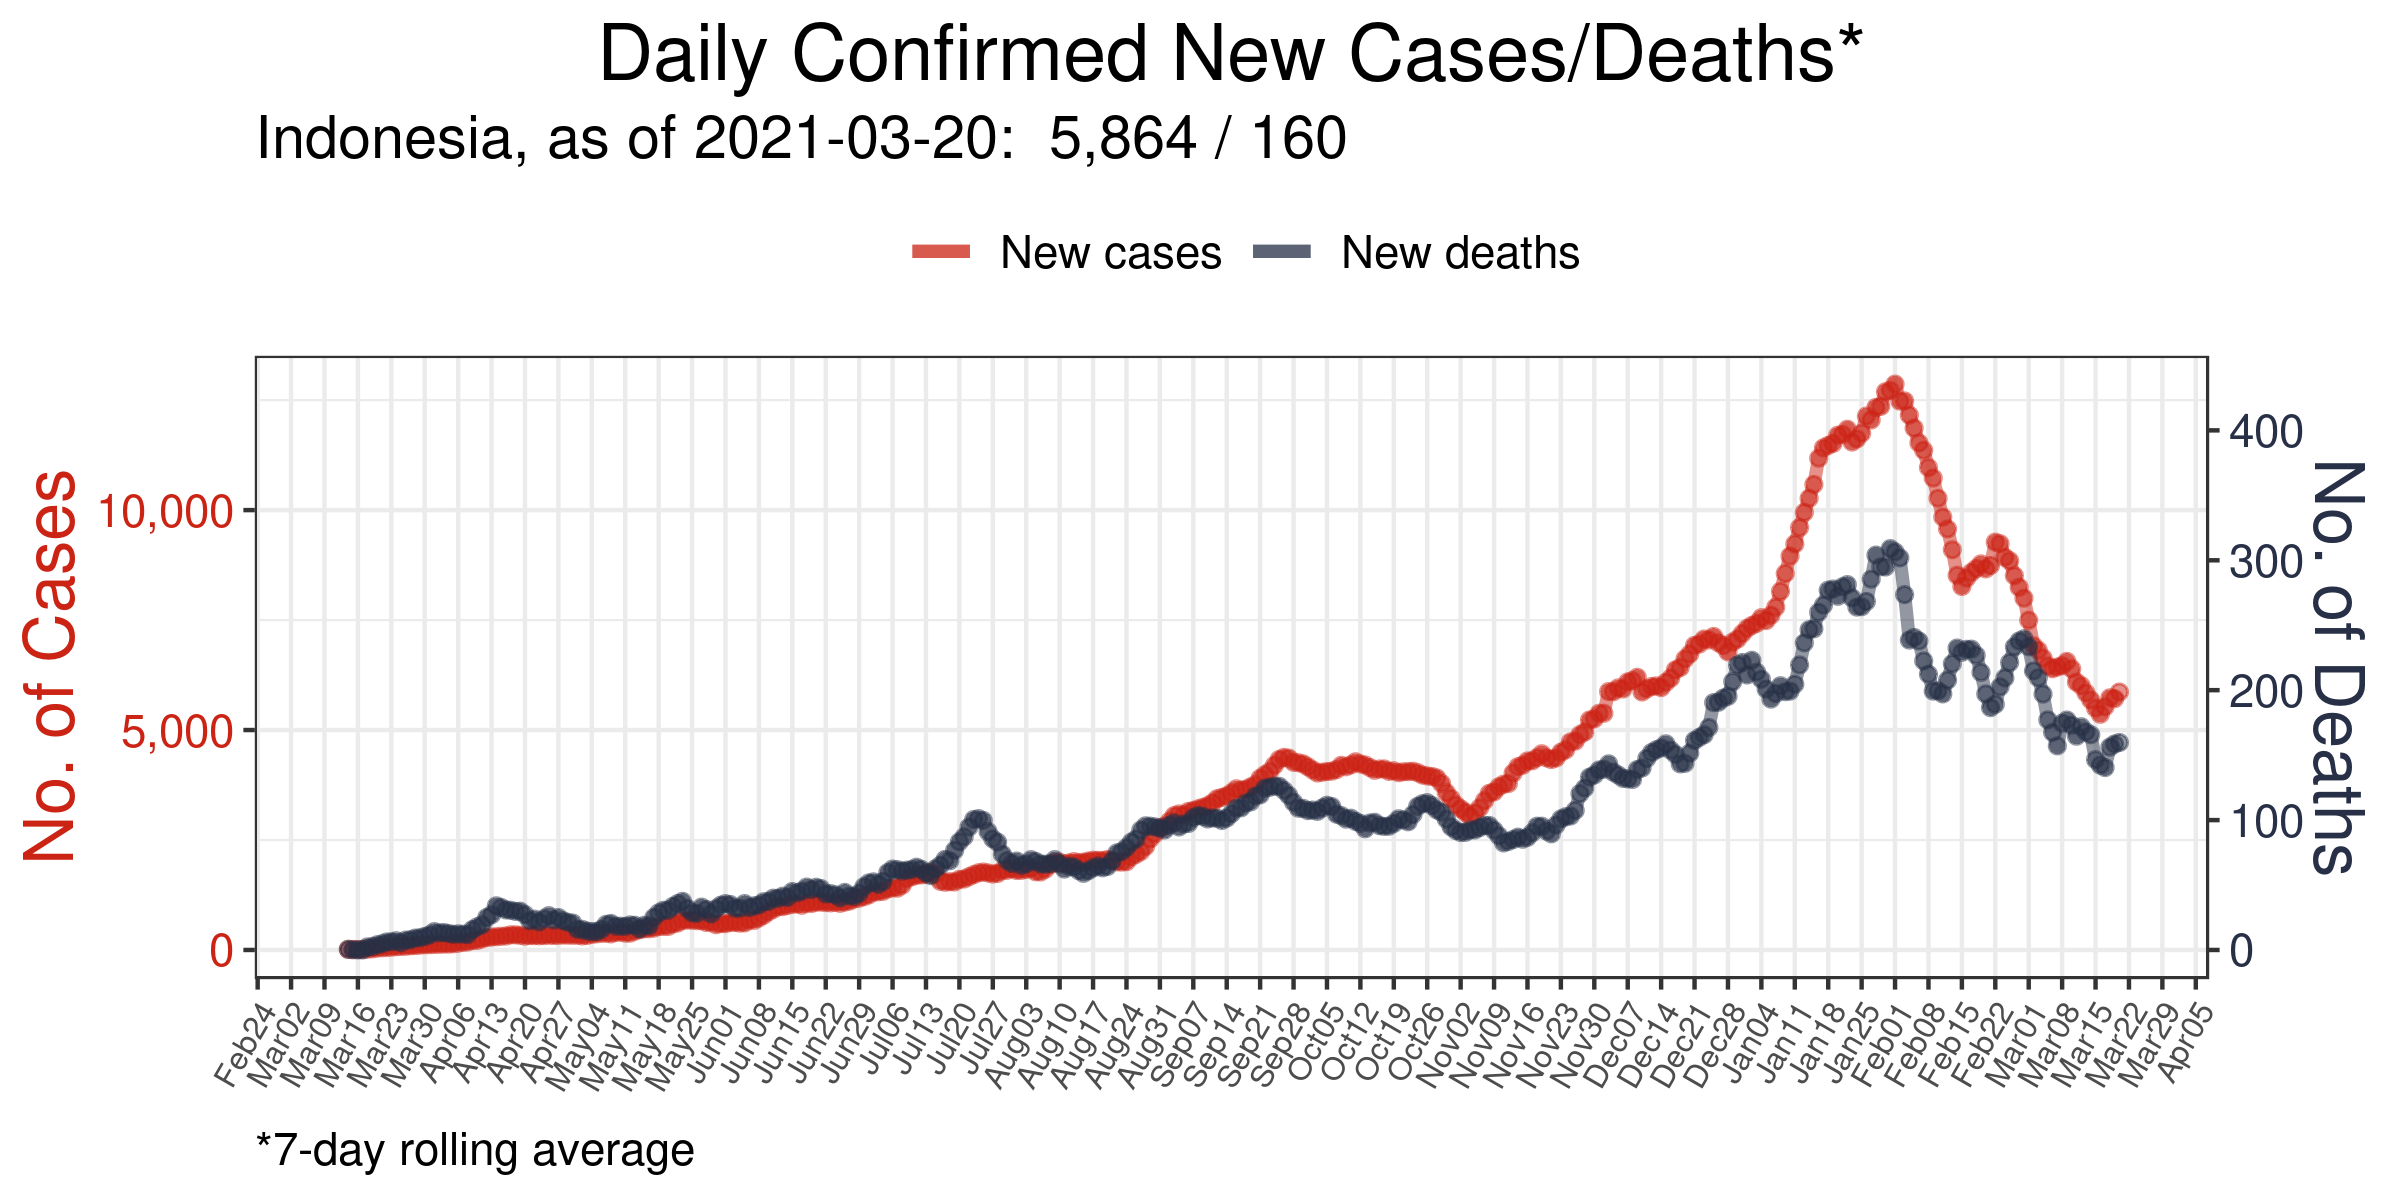 Daily Confirmed New Cases/Deaths*
Indonesia, as of 2021-03-20:  5,864 / 160
New cases New deaths
No. of Cases
10,000
5,000
0
400
300
200
100
0
No. of Deaths
Feb24 Mar02 Mar09 Mar16 Mar23 Mar30 Apr06 Apr13 Apr20 Apr27 May04 May11 May18 May25 Jun01 Jun08 Jun15 Jun22 Jun29 Jul06 Jul13 Jul20 Jul27 Aug03 Aug10 Aug17 Aug24 Aug31 Sep07 Sep14 Sep21 Sep28 Oct05 Oct12 Oct19 Oct26 Nov02 Nov09 Nov16 Nov23 Nov30 Dec07 Dec14 Dec21 Dec28 Jan04 Jan11 Jan18 Jan25 Feb01 Feb08 Feb15 Feb22 Mar01 Mar08 Mar15 Mar22 Mar29 Apr05
*7-day rolling average